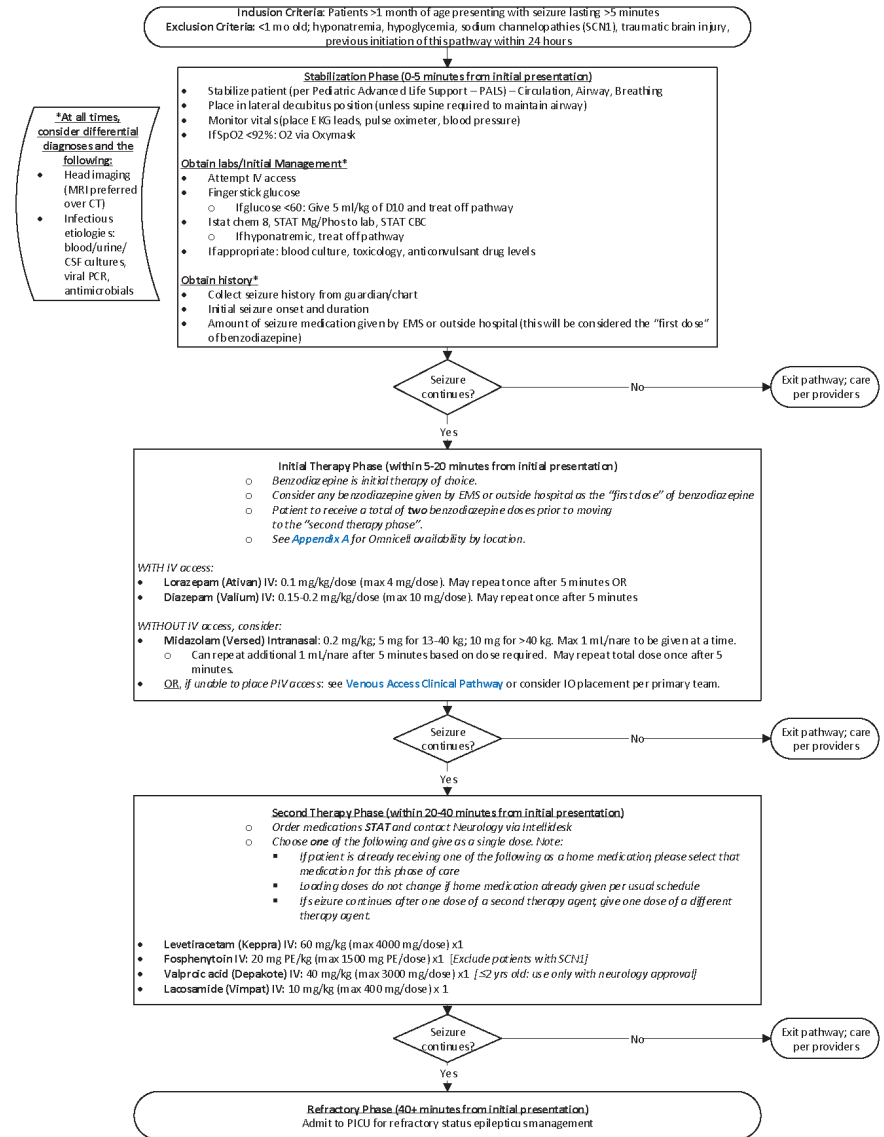 Inclusion Criteria: Patients >1 month of age presenting with seizure lasting >5 minutes
Exclusion Criteria: <1 mo old; hyponatremia, hypoglycemia, sodium channelopathies (SCN1), traumatic brain injury,
previous initiation of this pathway within 24 hours
Stabilization Phase (0-5 minutes from initial presentation)
• Stabilize patient (per Pediatric Advanced Life Support – PALS) – Circulation, Airway, Breathing
• Place in lateral decubitus position (unless supine required to maintain airway)
• Monitor vitals (place EKG leads, pulse oximeter, blood pressure)
• If SpO2 <92%: O2 via Oxymask
Obtain labs/Initial Management*
• Attempt IV access
• Fingerstick glucose
o If glucose <60: Give 5 ml/kg of D10 and treat off pathway
• Istat chem 8, STAT Mg/Phos to lab, STAT CBC
o If hyponatremic, treat off pathway
• If appropriate: blood culture, toxicology, anticonvulsant drug levels
Obtain history*
• Collect seizure history from guardian/chart
• Initial seizure onset and duration
• Amount of seizure medication given by EMS or outside hospital (this will be considered the "first dose"
of benzodiazepine)
*At all times,
consider differential
diagnoses and the
following:
• Head imaging
(MRI preferred
over CT)
• Infectious
etiologies:
blood/urine/
CSF cultures,
viral PCR,
antimicrobials
Seizure
continues?
No
Exit pathway; care
per providers
Yes
Initial Therapy Phase (within 5-20 minutes from initial presentation)
o Benzodiazepine is initial therapy of choice.
o Consider any benzodiazepine given by EMS or outside hospital as the "first dose" of benzodiazepine
o Patient to receive a total of two benzodiazepine doses prior to moving
to the "second therapy phase".
o See Appendix A for Omnicell availability by location.
WITH IV access:
• Lorazepam (Ativan) IV: 0.1 mg/kg/dose (max 4 mg/dose). May repeat once after 5 minutes OR
• Diazepam (Valium) IV: 0.15-0.2 mg/kg/dose (max 10 mg/dose). May repeat once after 5 minutes
WITHOUT IV access, consider:
• Midazolam (Versed) Intranasal: 0.2 mg/kg; 5 mg for 13-40 kg; 10 mg for >40 kg. Max 1 mL/nare to be given at a time.
o Can repeat additional 1 mL/nare after 5 minutes based on dose required. May repeat total dose once after 5
minutes.
• OR, if unable to place PIV access: see Venous Access Clinical Pathway or consider IO placement per primary team.
Seizure
continues?
No
Exit pathway; care
per providers
Yes
Second Therapy Phase (within 20-40 minutes from initial presentation)
o Order medications STAT and contact Neurology via Intellidesk
o Choose one of the following and give as a single dose. Note:
▪ If patient is already receiving one of the following as a home medication, please select that
medication for this phase of care
▪ Loading doses do not change if home medication already given per usual schedule
▪ If seizure continues after one dose of a second therapy agent, give one dose of a different
therapy agent.
• Levetiracetam (Keppra) IV: 60 mg/kg (max 4000 mg/dose) x1
• Fosphenytoin IV: 20 mg PE/kg (max 1500 mg PE/dose) x1 [Exclude patients with SCN1]
• Valproic acid (Depakote) IV: 40 mg/kg (max 3000 mg/dose) x1 [≤2 yrs old: use only with neurology approval]
• Lacosamide (Vimpat) IV: 10 mg/kg (max 400 mg/dose) x 1
Seizure
continues?
No
Exit pathway; care
per providers
Yes
Refractory Phase (40+ minutes from initial presentation)
Admit to PICU for refractory status epilepticus management